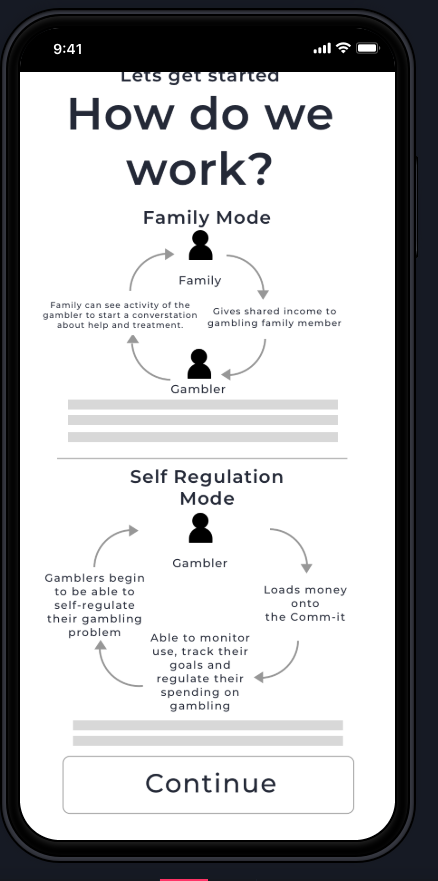 9:41
Lets get started
How do we
work?
Family Mode
Family
Family can see activity of the
gambler to start a converstation
about help and treatment.
Gives shared income to
gambling family member
Gambler
Self Regulation
Mode
Gambler
Gamblers begin
to be able to
self-regulate
their gambling
problem
Loads money
onto
the Comm-it
Able to monitor
use, track their
goals and
regulate their
spending on
gambling
Continue